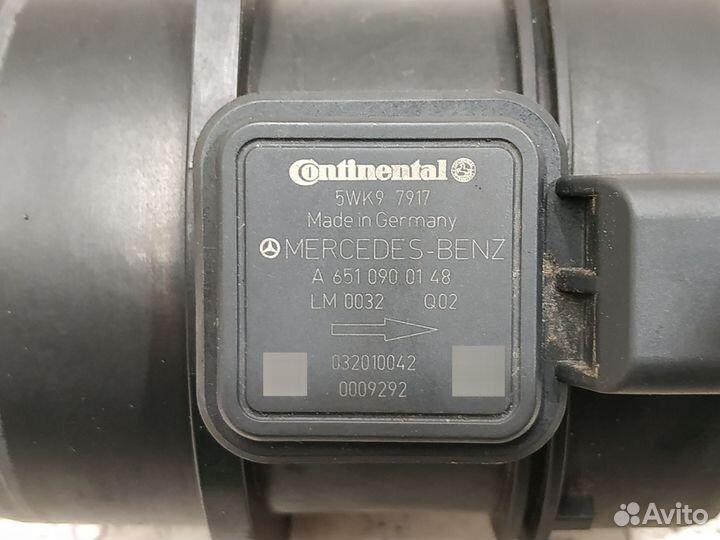 Continental
5WK9 7917
Made in Germany
MERCEDES-BENZ
A 651 090 01 48
LM 0032 Q02
032010042
0009292
Avito